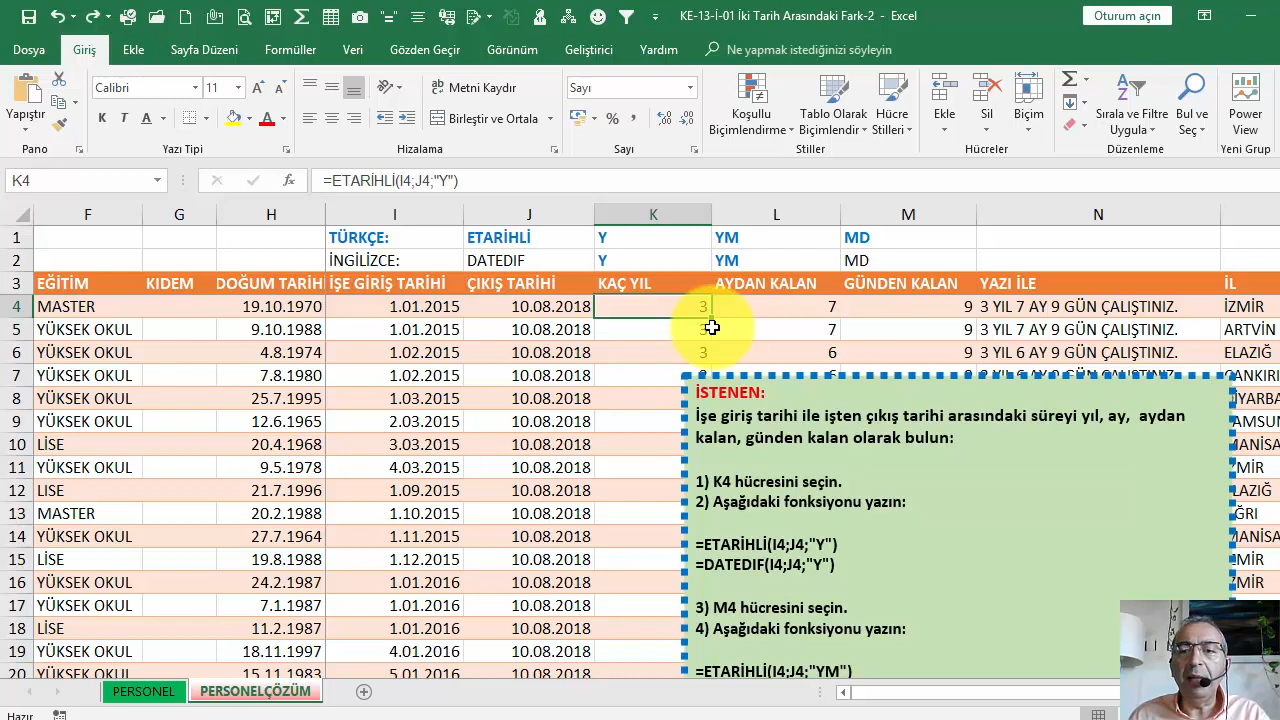 KE-13-İ-01 İki Tarih Arasındaki Fark-2 - Excel
Oturum açın
Dosya Giriş Ekle Sayfa Düzeni Formüller Veri Gözden Geçir Görünüm Geliştirici Yardım Ne yapmak istediğinizi söyleyin
Yapıştır
Calibri 11
K T A
Metni Kaydır
Birleştir ve Ortala
Sayı
Koşullu Biçimlendirme
Tablo Olarak Biçimlendir
Hücre Stilleri
Ekle Sil Biçim
Sırala ve Filtre Uygula
Bul ve Seç
Power View
Pano Yazı Tipi Hizalama Sayı Stiller Hücreler Düzenleme Yeni Grup
K4 fx =ETARİHLİ(I4;J4;"Y")
F G H I J K L M N
1 TÜRKÇE: ETARİHLİ Y YM MD
2 İNGİLİZCE: DATEDIF Y YM MD
3 EĞİTİM KIDEM DOĞUM TARİHİ İŞE GİRİŞ TARİHİ ÇIKIŞ TARİHİ KAÇ YIL AYDAN KALAN GÜNDEN KALAN YAZI İLE İL
4 MASTER 19.10.1970 1.01.2015 10.08.2018 3 7 9 3 YIL 7 AY 9 GÜN ÇALIŞTINIZ. İZMİR
5 YÜKSEK OKUL 9.10.1988 1.01.2015 10.08.2018 3 7 9 3 YIL 7 AY 9 GÜN ÇALIŞTINIZ. ARTVİN
6 YÜKSEK OKUL 4.8.1974 1.02.2015 10.08.2018 3 6 9 3 YIL 6 AY 9 GÜN ÇALIŞTINIZ. ELAZIĞ
7 YÜKSEK OKUL 7.8.1980 1.02.2015 10.08.2018
8 YÜKSEK OKUL 25.7.1995 1.03.2015 10.08.2018
9 YÜKSEK OKUL 12.6.1965 2.03.2015 10.08.2018
10 LİSE 20.4.1968 3.03.2015 10.08.2018
11 YÜKSEK OKUL 9.5.1978 4.03.2015 10.08.2018
12 LISE 21.7.1996 1.09.2015 10.08.2018
13 MASTER 20.2.1988 1.10.2015 10.08.2018
14 YÜKSEK OKUL 27.7.1964 1.11.2015 10.08.2018
15 LİSE 19.8.1988 1.12.2015 10.08.2018
16 YÜKSEK OKUL 24.2.1987 1.01.2016 10.08.2018
17 YÜKSEK OKUL 7.1.1987 1.01.2016 10.08.2018
18 LİSE 11.2.1987 1.01.2016 10.08.2018
19 YÜKSEK OKUL 18.11.1997 4.01.2016 10.08.2018
20 YÜKSEK OKUL 15.11.1983 5.01.2016 10.08.2018
İSTENEN:
İşe giriş tarihi ile işten çıkış tarihi arasındaki süreyi yıl, ay, aydan
kalan, günden kalan olarak bulun:
1) K4 hücresini seçin.
2) Aşağıdaki fonksiyonu yazın:
=ETARİHLİ(I4;J4;"Y")
=DATEDIF(I4;J4;"Y")
3) M4 hücresini seçin.
4) Aşağıdaki fonksiyonu yazın:
=ETARİHLİ(I4;J4;"YM")
PERSONEL PERSONELÇÖZÜM
Hazır